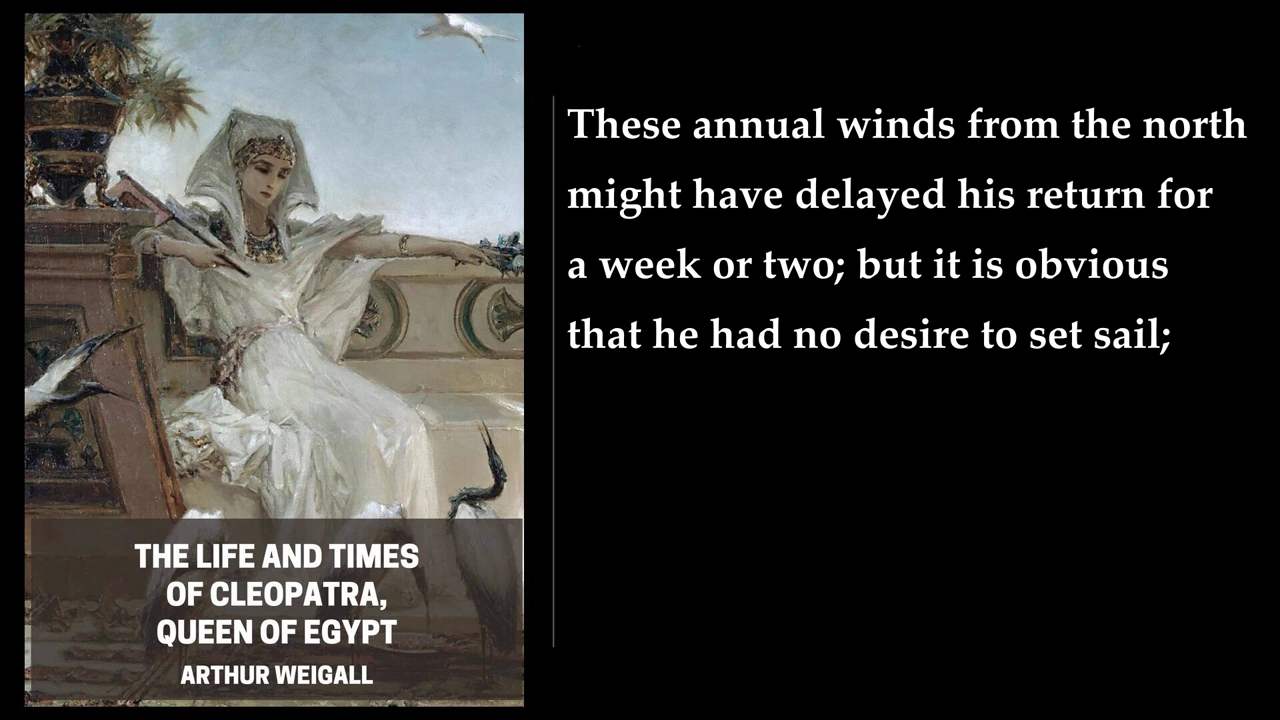 THE LIFE AND TIMES
OF CLEOPATRA,
QUEEN OF EGYPT
ARTHUR WEIGALL
These annual winds from the north
might have delayed his return for
a week or two; but it is obvious
that he had no desire to set sail;